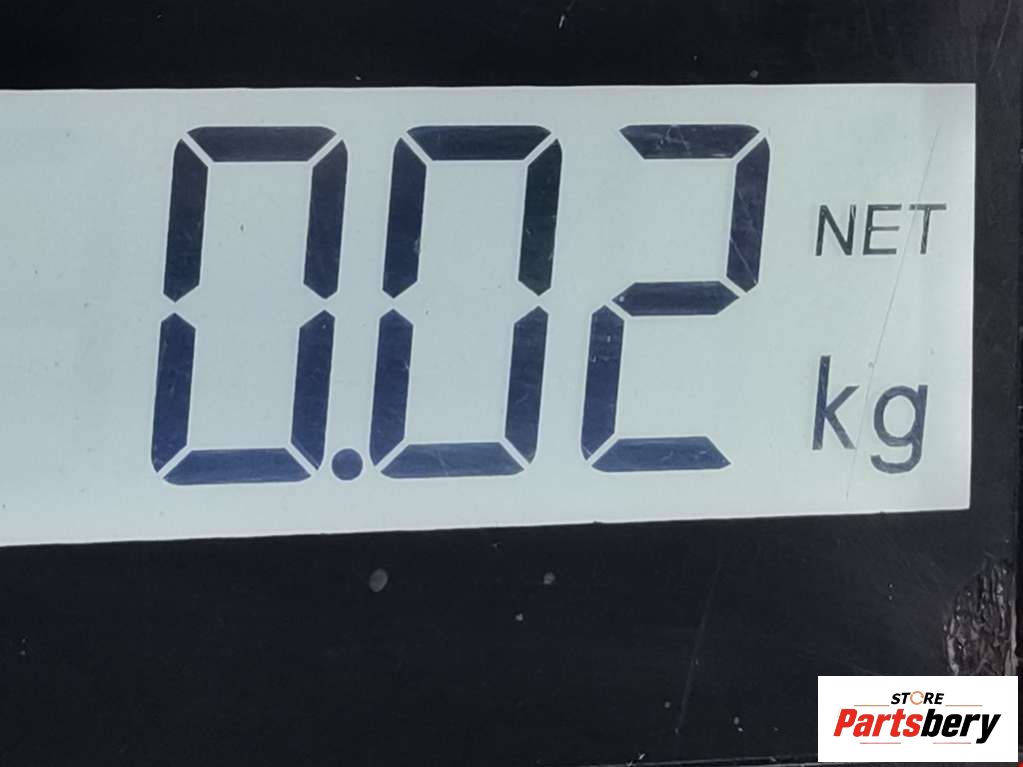 0.02 NET
kg
STORE
Partsbery